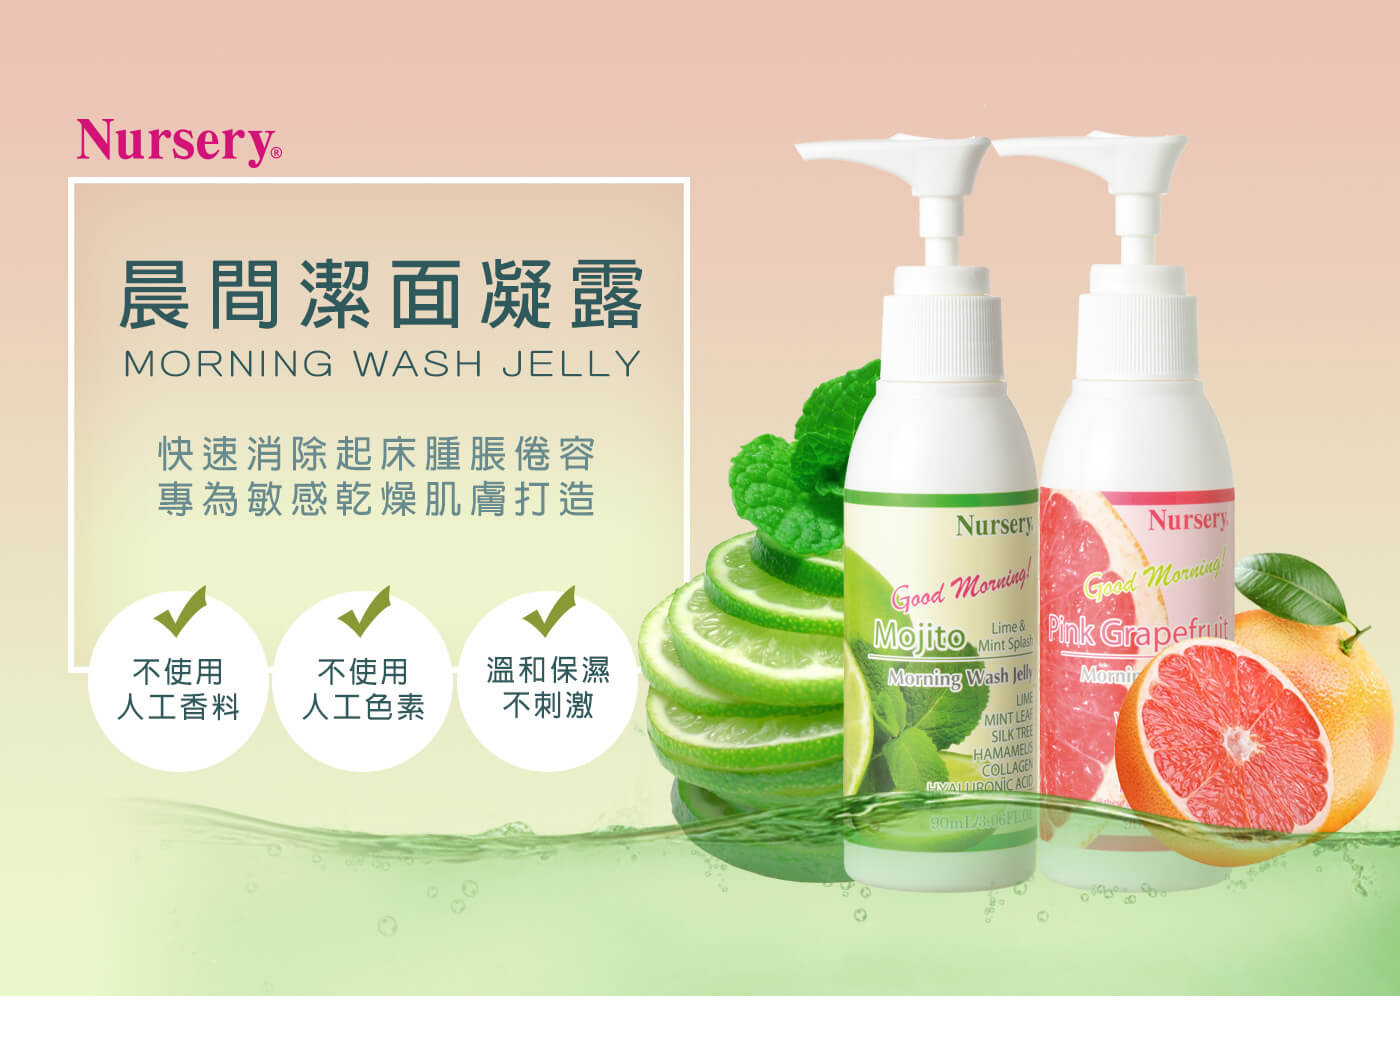 Nursery®
晨間潔面凝露
MORNING WASH JELLY
快速消除起床腫脹倦容
專為敏感乾燥肌膚打造
不使用
人工香料
不使用
人工色素
溫和保濕
不刺激
Nursery
Good Morning!
Mojito
Lime &
Mint Splash
Morning Wash Jelly
LIME
MINT LEAF
SILK TREE
HAMAMELIS
COLLAGEN
HYALURONIC ACID
90mL/3.06FL.
Nursery
Good Morning!
Pink Grapefruit